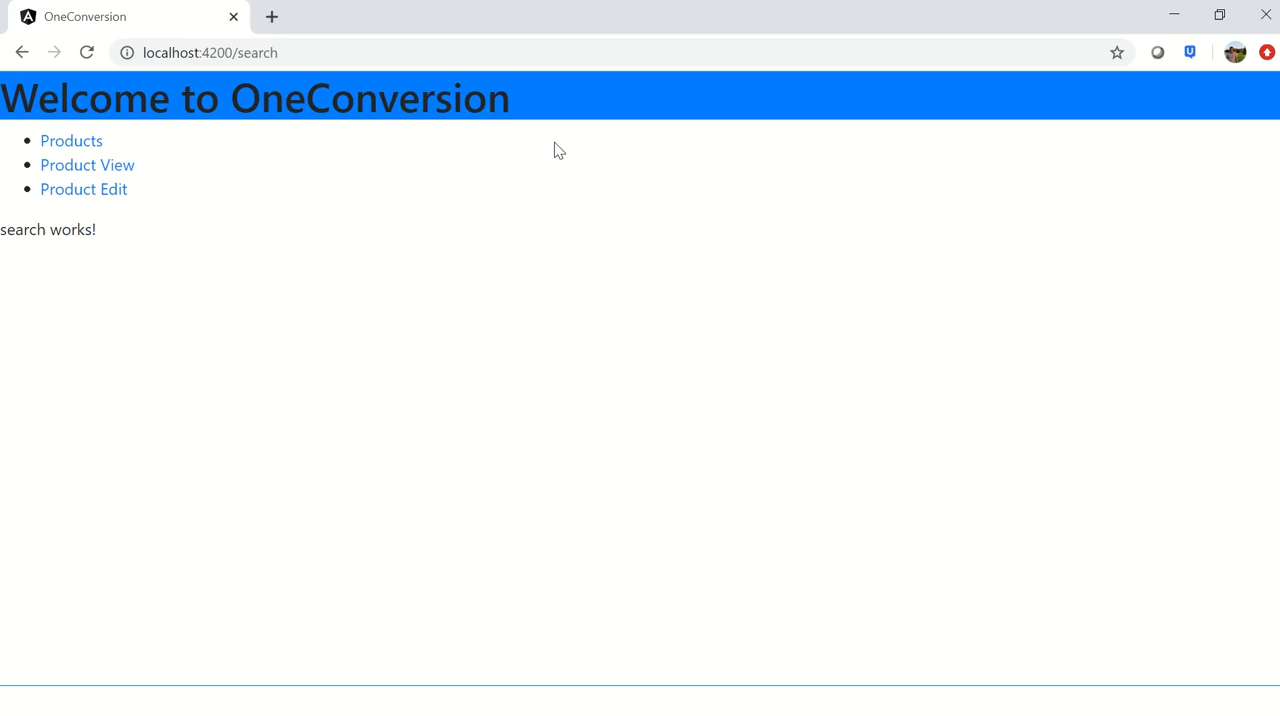 OneConversion
localhost:4200/search
Welcome to OneConversion
Products
Product View
Product Edit
search works!